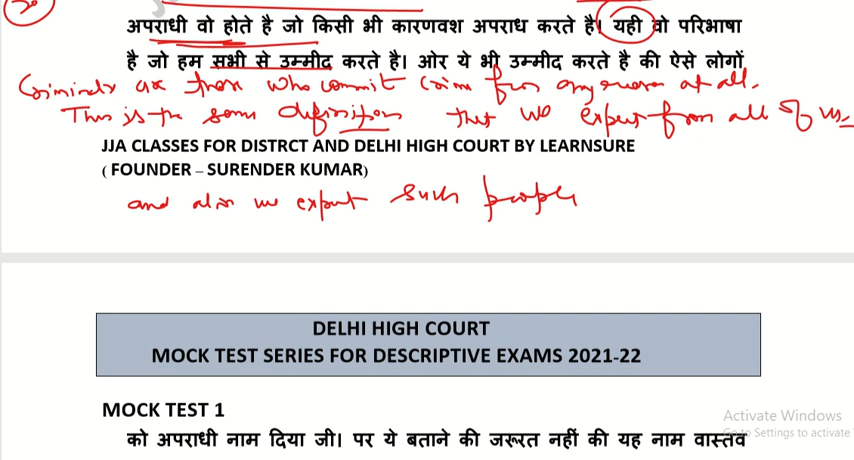 अपराधी वो होते है जो किसी भी कारणवश अपराध करते है। यही वो परिभाषा
है जो हम सभी से उम्मीद करते है। ओर ये भी उम्मीद करते है की ऐसे लोगों
Criminals are those who commit crime for any reason at all.
This is the same definition that we expect from all of us
JJA CLASSES FOR DISTRCT AND DELHI HIGH COURT BY LEARNSURE
( FOUNDER – SURENDER KUMAR)
and also we expect such people
DELHI HIGH COURT
MOCK TEST SERIES FOR DESCRIPTIVE EXAMS 2021-22
MOCK TEST 1
Activate Windows
Go to Settings to activate
को अपराधी नाम दिया जी। पर ये बताने की जरूरत नहीं की यह नाम वास्तव